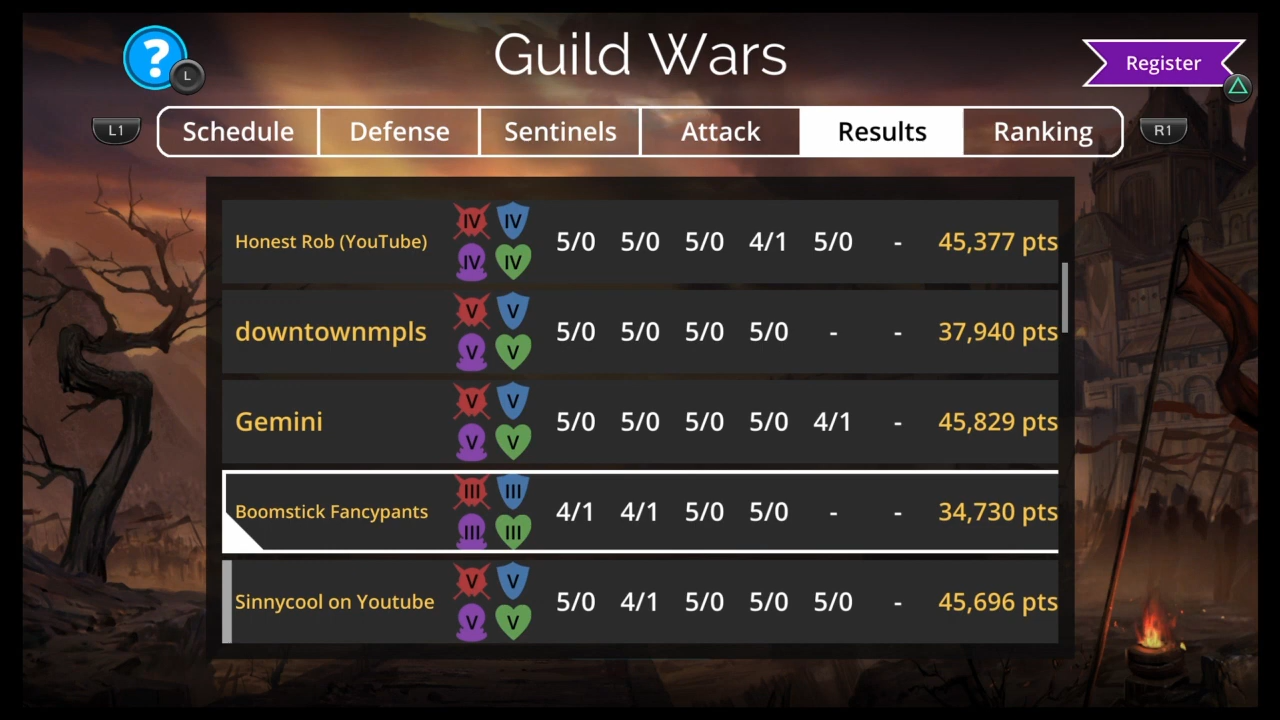 ?
L
Guild Wars
Register
L1
Schedule
Defense
Sentinels
Attack
Results
Ranking
R1
Honest Rob (YouTube) IV IV IV IV 5/0 5/0 5/0 4/1 5/0 - 45,377 pts
downtownmpls V V V V 5/0 5/0 5/0 5/0 - - 37,940 pts
Gemini V V V V 5/0 5/0 5/0 5/0 4/1 - 45,829 pts
Boomstick Fancypants III III III III 4/1 4/1 5/0 5/0 - - 34,730 pts
Sinnycool on Youtube V V V V 5/0 4/1 5/0 5/0 5/0 - 45,696 pts